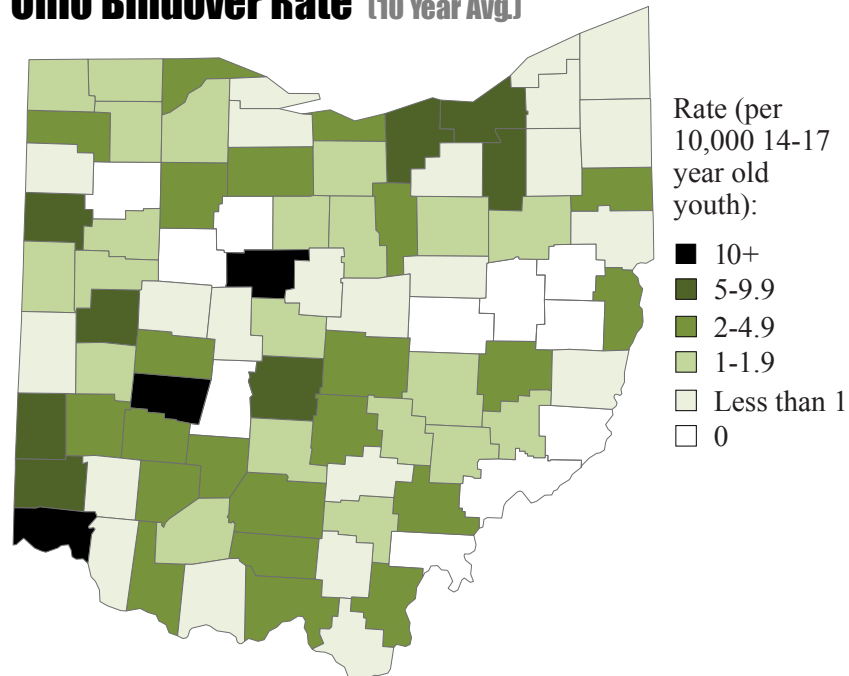 Ohio Bindover Rate (10 Year Avg.)
Rate (per
10,000 14-17
year old
youth):
10+
5-9.9
2-4.9
1-1.9
Less than 1
0